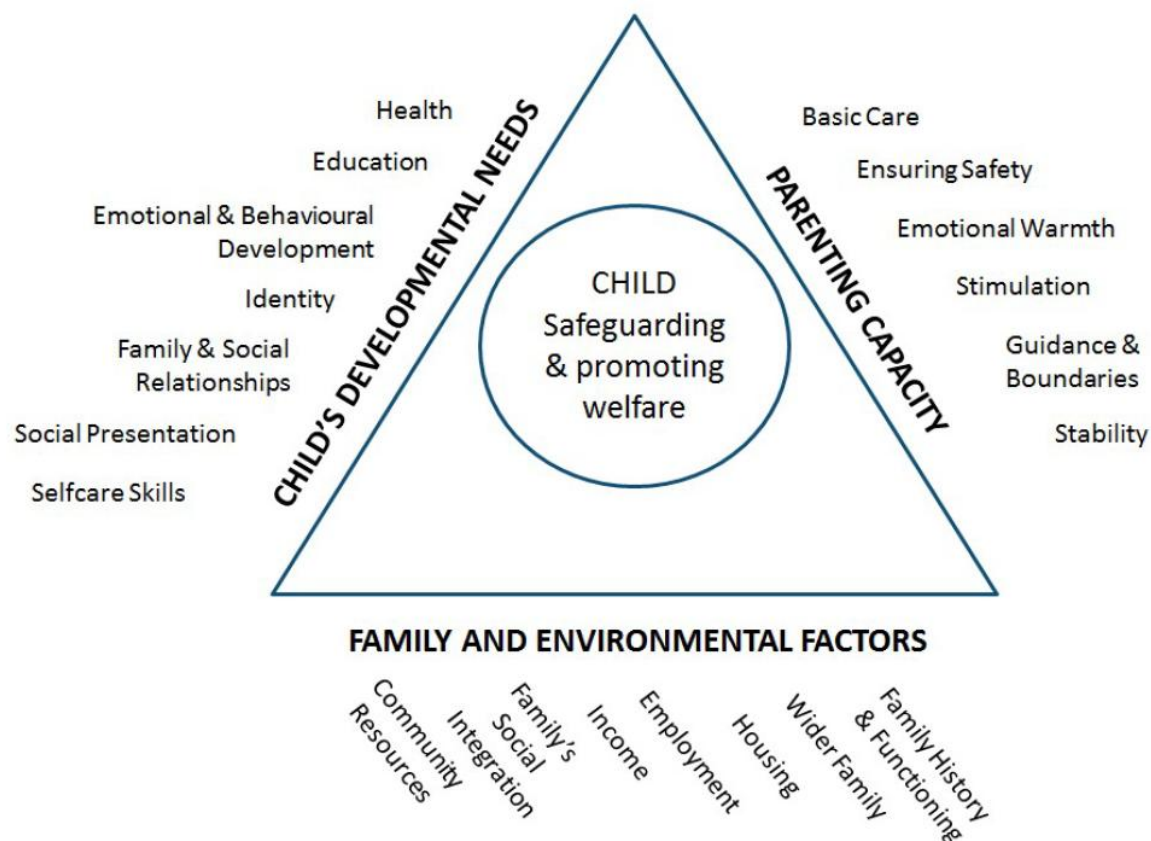 Health
Education
Emotional & Behavioural
Development
Identity
Family & Social
Relationships
Social Presentation
Selfcare Skills
CHILD'S DEVELOPMENTAL NEEDS
CHILD
Safeguarding
& promoting
welfare
PARENTING CAPACITY
Basic Care
Ensuring Safety
Emotional Warmth
Stimulation
Guidance &
Boundaries
Stability
FAMILY AND ENVIRONMENTAL FACTORS
Community
Resources
Family's
Social
Integration
Income
Employment
Housing
Wider Family
Family History
& Functioning